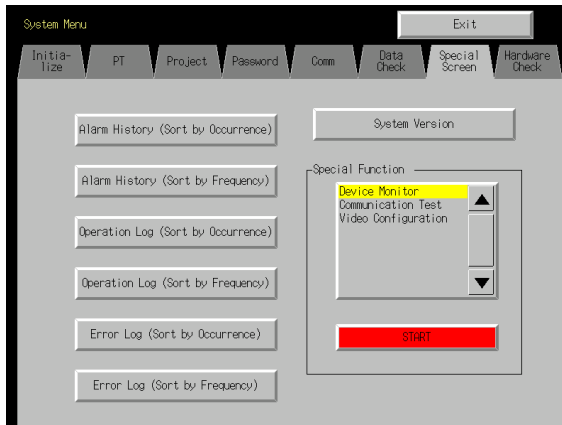 System Menu
Exit
Initia-
lize
PT
Project
Password
Comm
Data
Check
Special
Screen
Hardware
Check
Alarm History (Sort by Occurrence)
Alarm History (Sort by Frequency)
Operation Log (Sort by Occurrence)
Operation Log (Sort by Frequency)
Error Log (Sort by Occurrence)
Error Log (Sort by Frequency)
System Version
Special Function
Device Monitor
Communication Test
Video Configuration
START